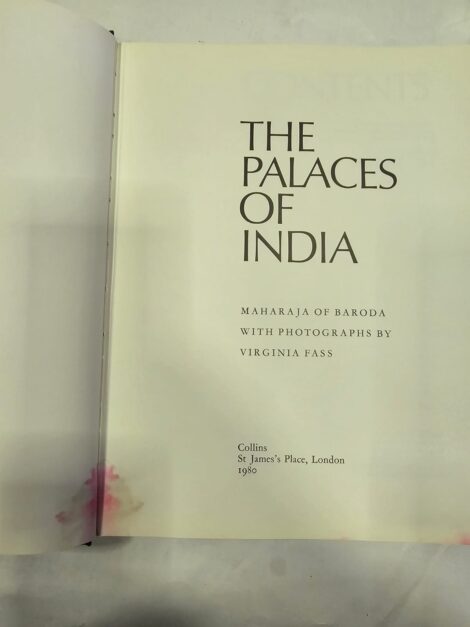 THE
PALACES
OF
INDIA
MAHARAJA OF BARODA
WITH PHOTOGRAPHS BY
VIRGINIA FASS
Collins
St James's Place, London
1980